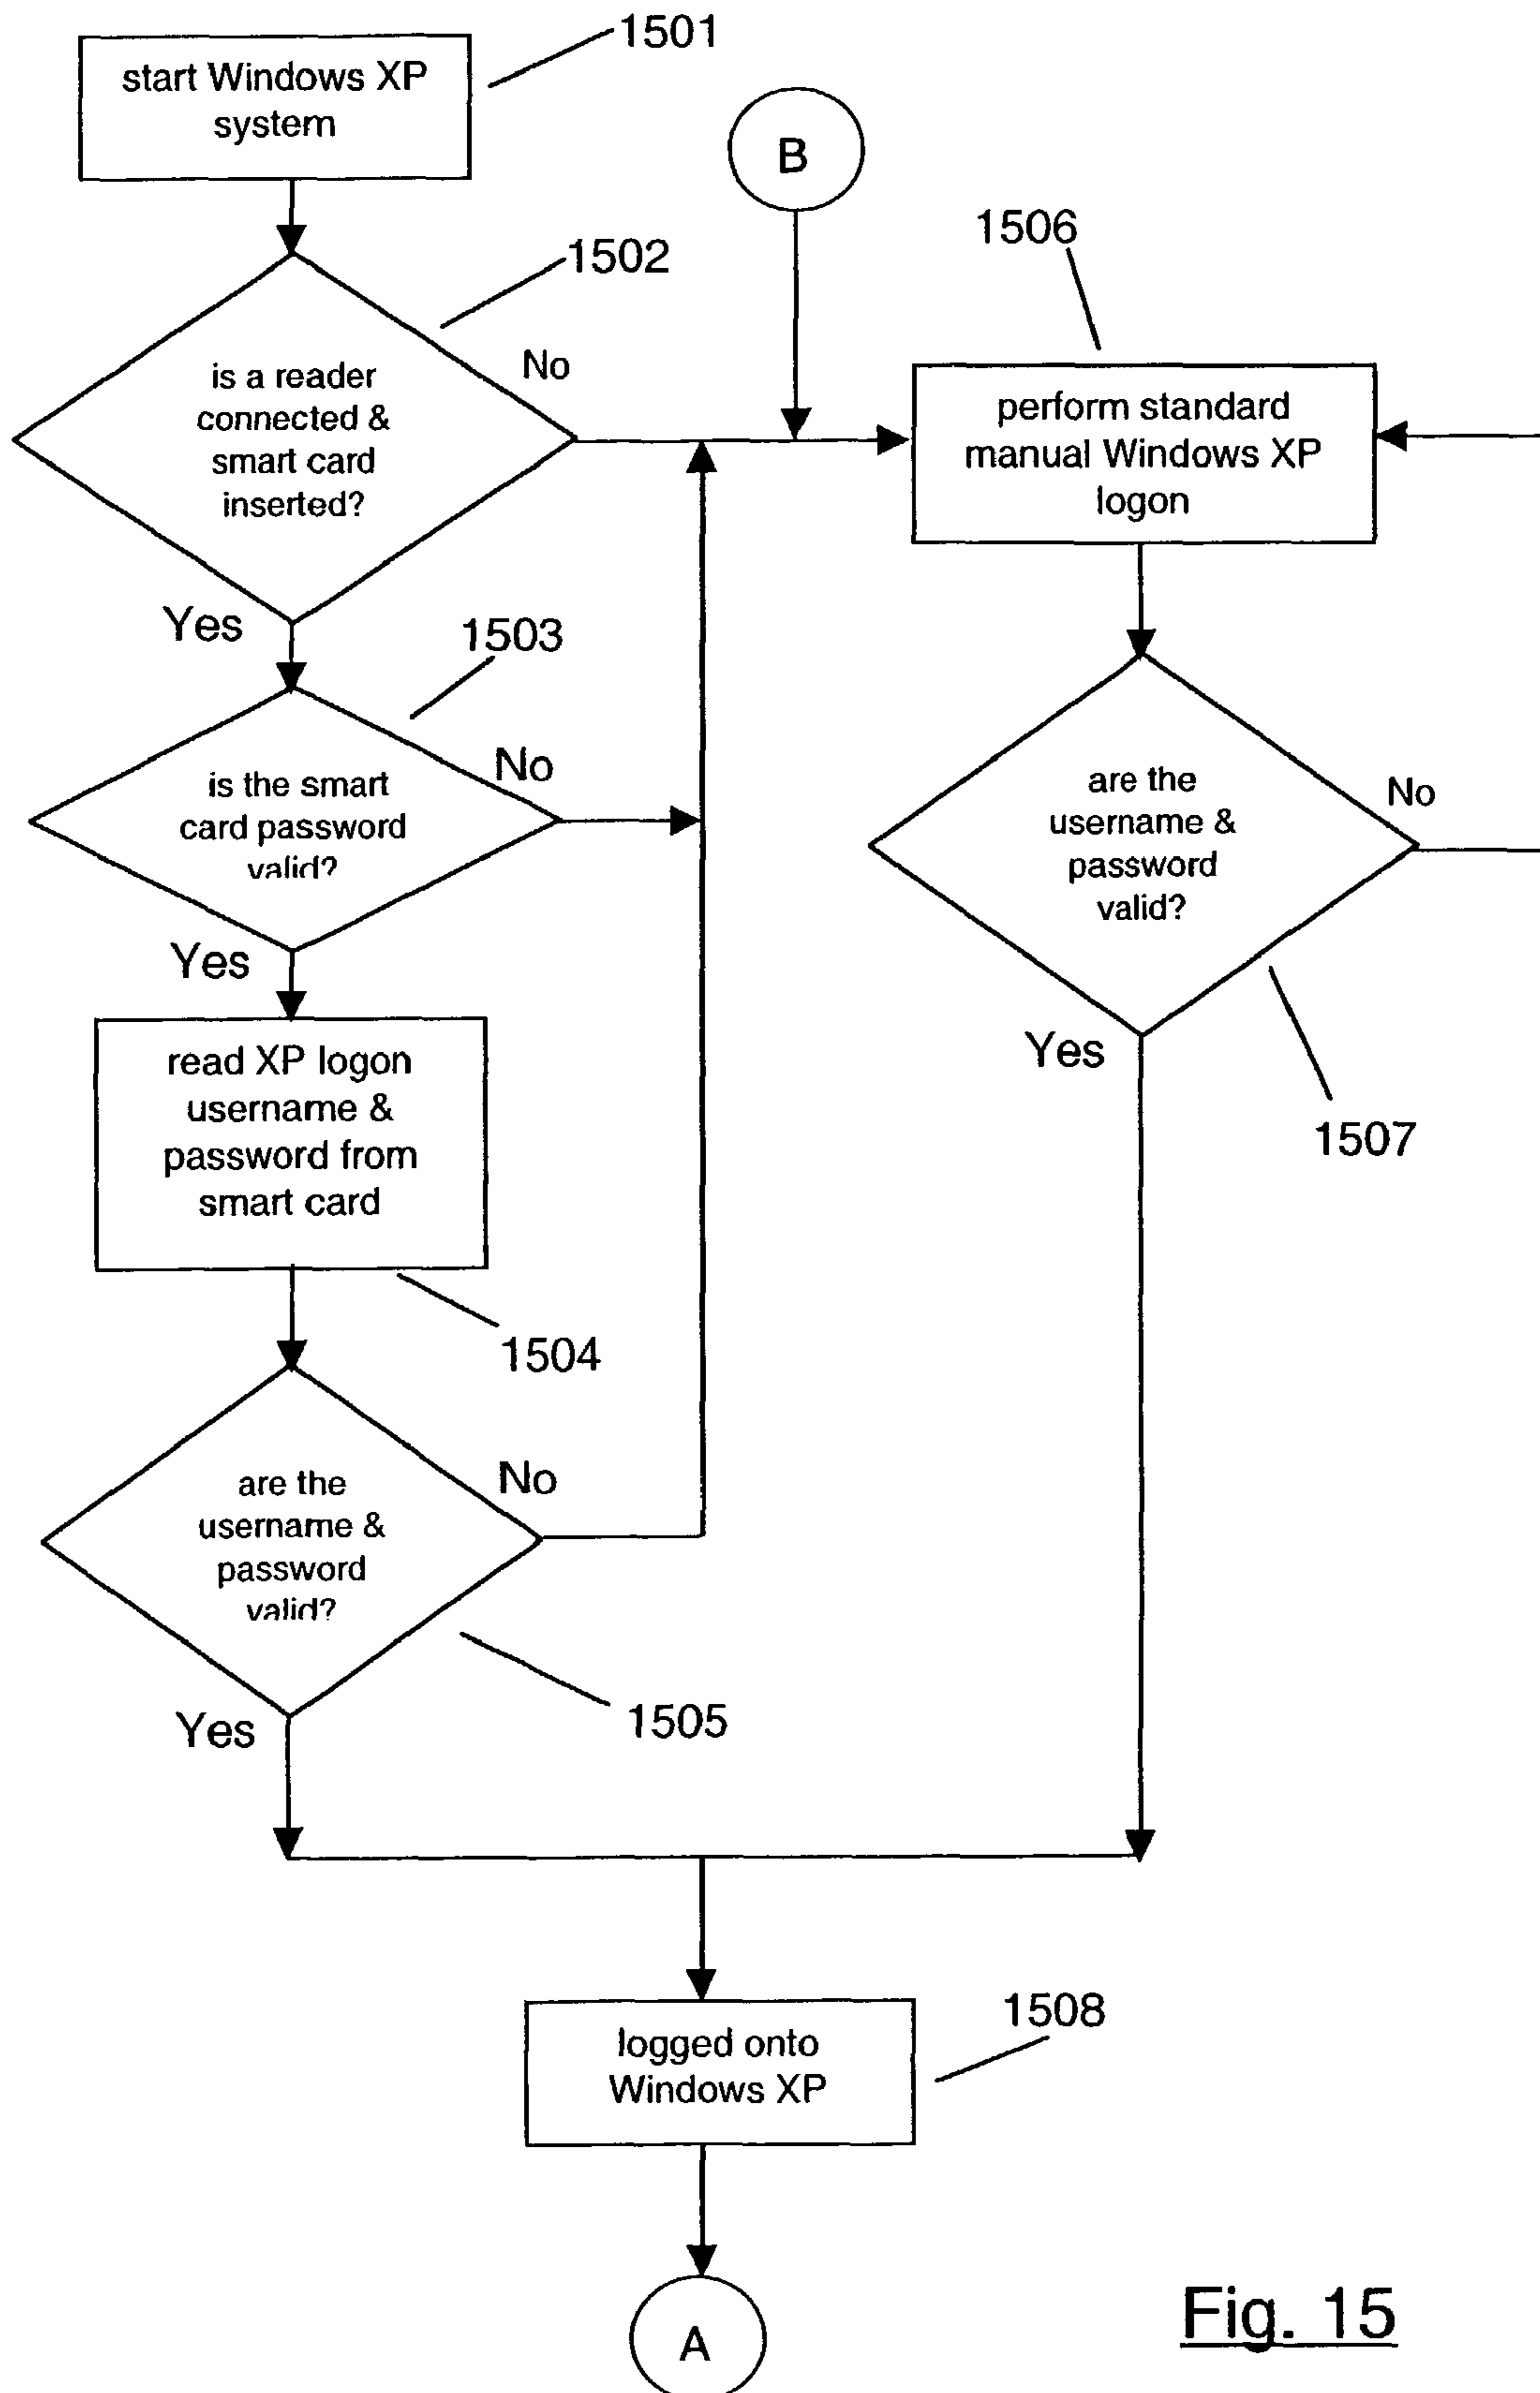 1501
start Windows XP
system
B
1506
1502
No
is a reader
connected &
smart card
inserted?
perform standard
manual Windows XP
logon
Yes
1503
No
is the smart
card password
valid?
are the
username &
password
valid?
No
Yes
Yes
1507
read XP logon
username &
password from
smart card
1504
No
are the
username &
password
valid?
1505
Yes
1508
logged onto
Windows XP
A
Fig. 15